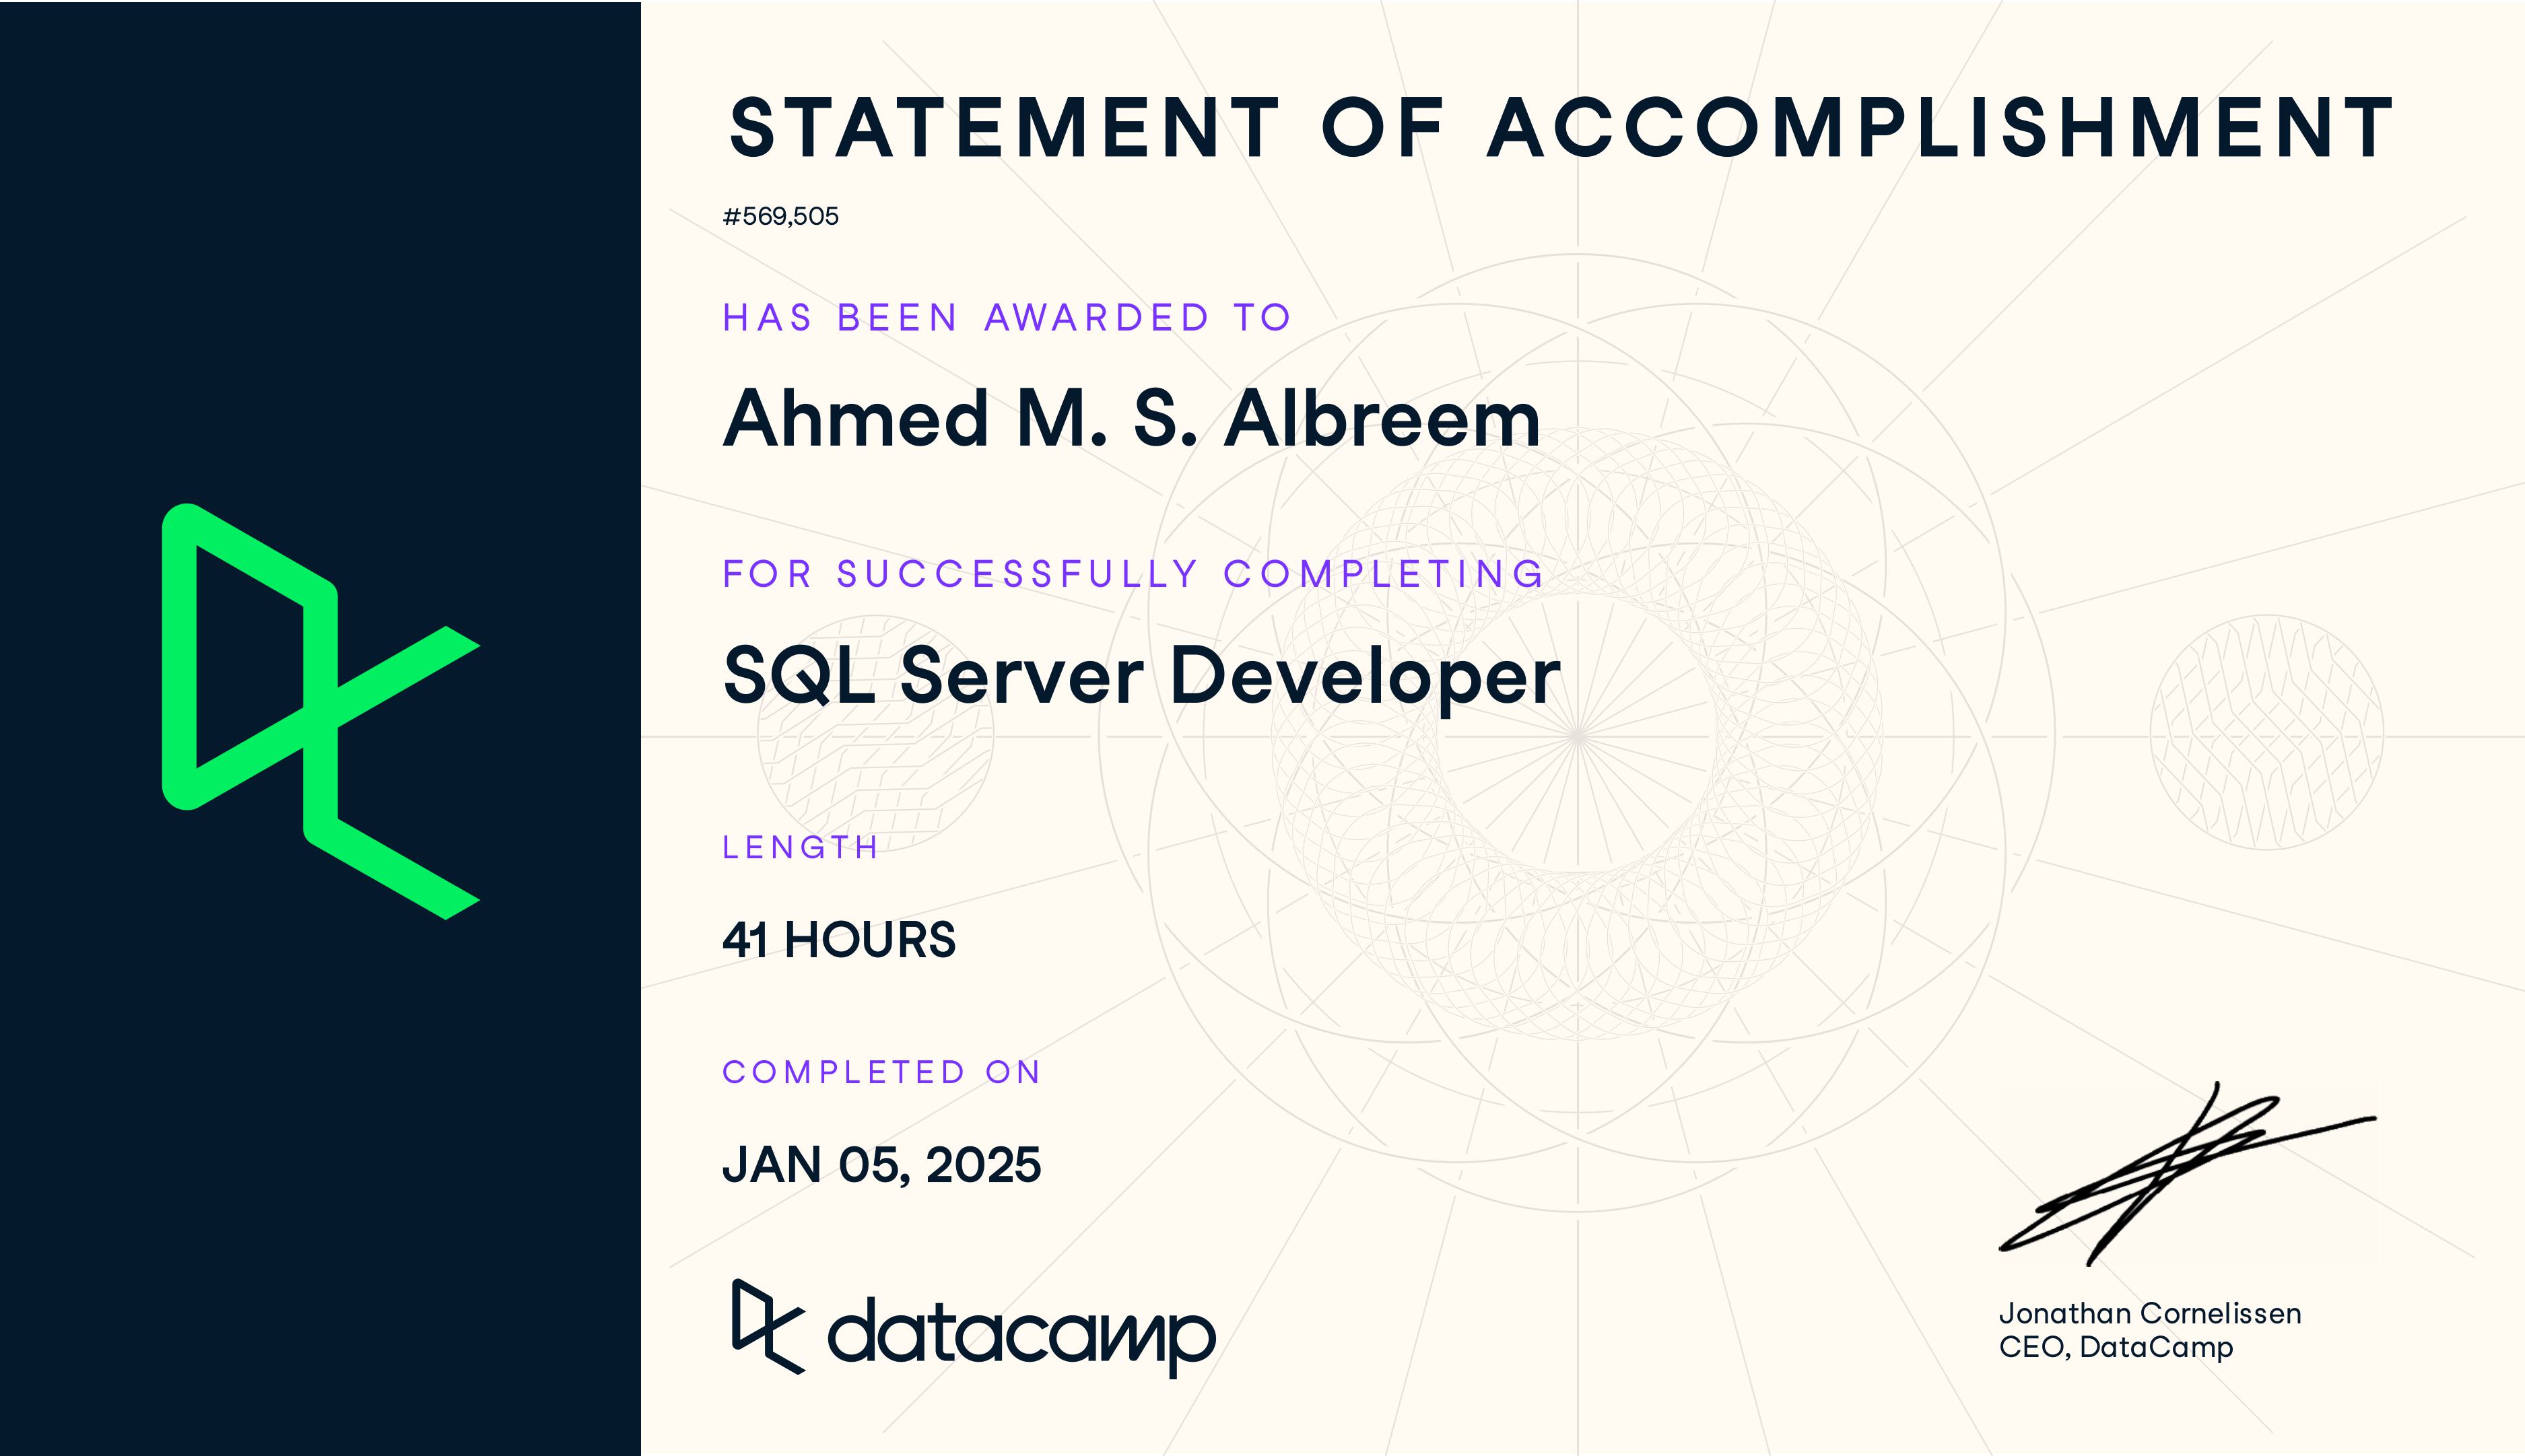 STATEMENT OF ACCOMPLISHMENT
#569,505
HAS BEEN AWARDED TO
Ahmed M. S. Albreem
FOR SUCCESSFULLY COMPLETING
SQL Server Developer
LENGTH
41 HOURS
COMPLETED ON
JAN 05, 2025
datacamp
Jonathan Cornelissen
CEO, DataCamp